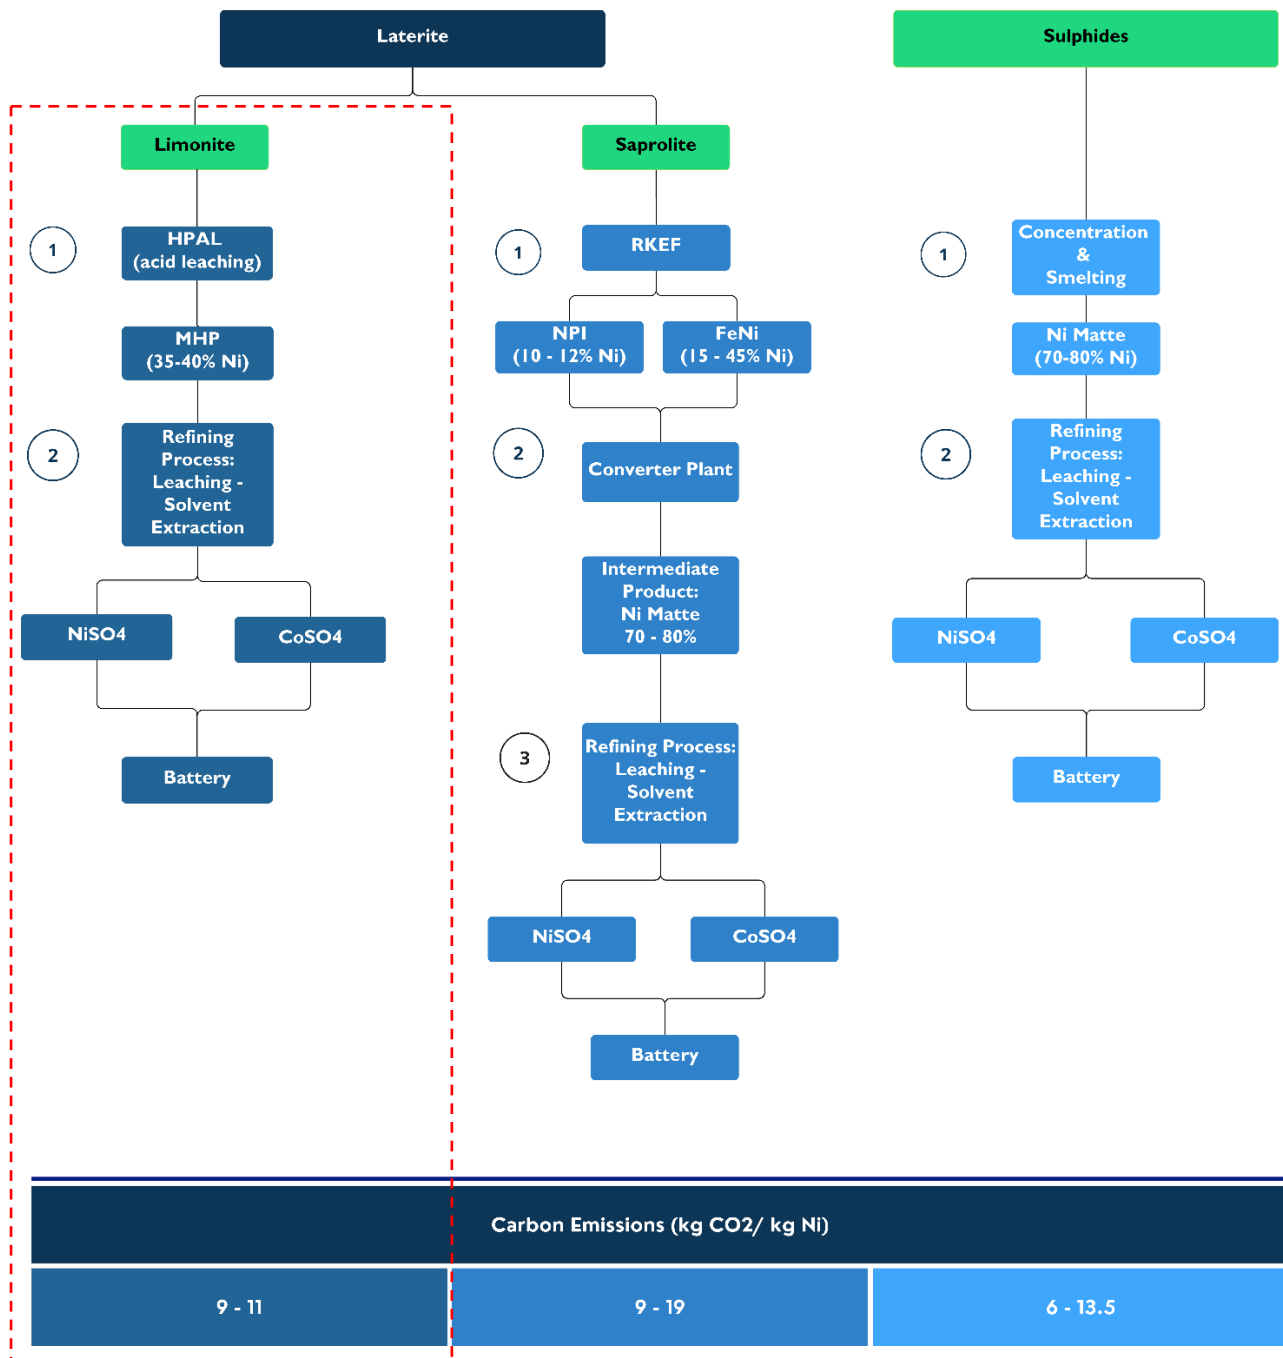 Laterite
Sulphides
Limonite
Saprolite
1
HPAL
(acid leaching)
1
RKEF
1
Concentration
&
Smelting
MHP
(35-40% Ni)
NPI
(10 - 12% Ni)
FeNi
(15 - 45% Ni)
Ni Matte
(70-80% Ni)
2
Refining
Process:
Leaching -
Solvent
Extraction
2
Converter Plant
2
Refining
Process:
Leaching -
Solvent
Extraction
Intermediate
Product:
Ni Matte
70 - 80%
NiSO4
CoSO4
NiSO4
CoSO4
3
Refining Process:
Leaching -
Solvent
Extraction
Battery
Battery
NiSO4
CoSO4
Battery
Carbon Emissions (kg CO2/ kg Ni)
9 - 11
9 - 19
6 - 13.5